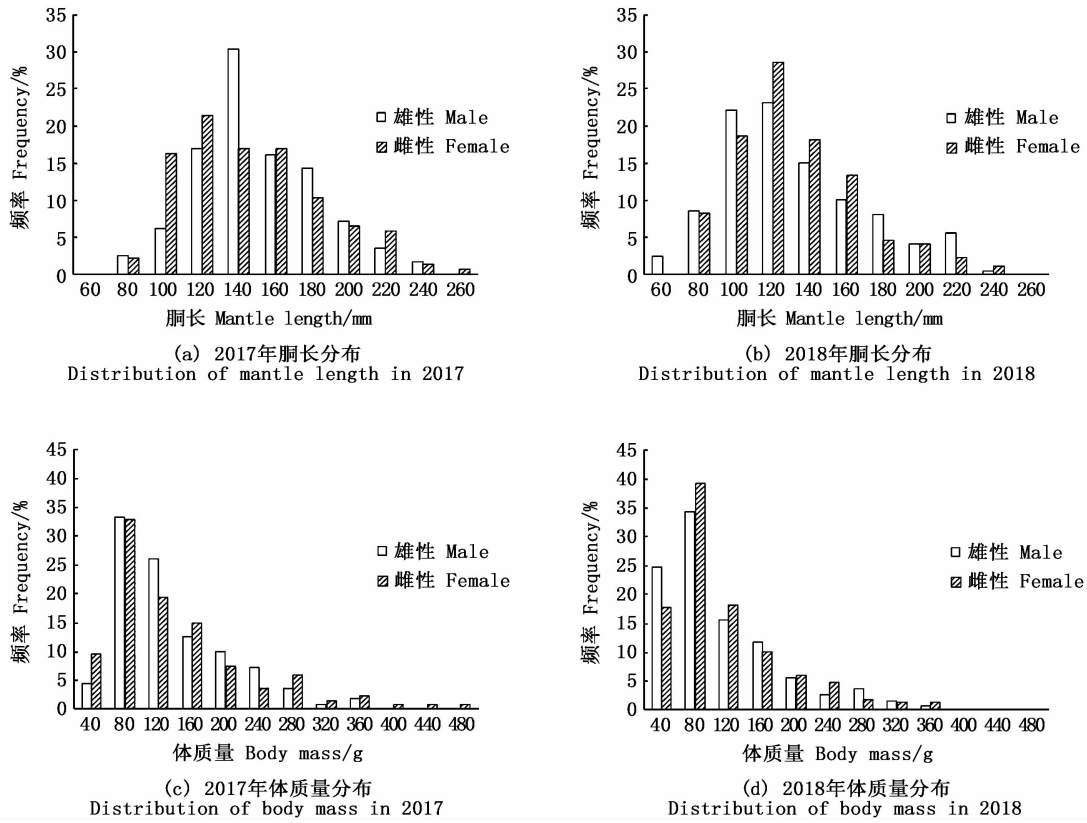 35
30
25
20
15
10
5
0
频率 Frequency/%
雄性 Male
雌性 Female
60 80 100 120 140 160 180 200 220 240 260
胴长 Mantle length/mm
(a) 2017年胴长分布
Distribution of mantle length in 2017
35
30
25
20
15
10
5
0
频率 Frequency/%
雄性 Male
雌性 Female
60 80 100 120 140 160 180 200 220 240 260
胴长 Mantle length/mm
(b) 2018年胴长分布
Distribution of mantle length in 2018
45
40
35
30
25
20
15
10
5
0
频率 Frequency/%
雄性 Male
雌性 Female
40 80 120 160 200 240 280 320 360 400 440 480
体质量 Body mass/g
(c) 2017年体质量分布
Distribution of body mass in 2017
45
40
35
30
25
20
15
10
5
0
频率 Frequency/%
雄性 Male
雌性 Female
40 80 120 160 200 240 280 320 360 400 440 480
体质量 Body mass/g
(d) 2018年体质量分布
Distribution of body mass in 2018